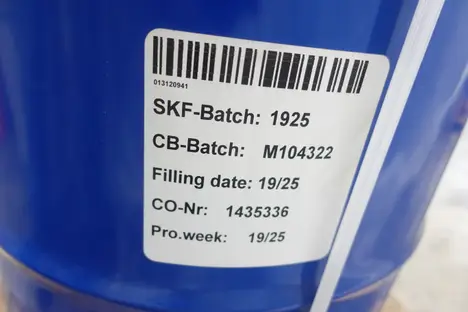 013120941
SKF-Batch: 1925
CB-Batch: M104322
Filling date: 19/25
CO-Nr: 1435336
Pro.week: 19/25